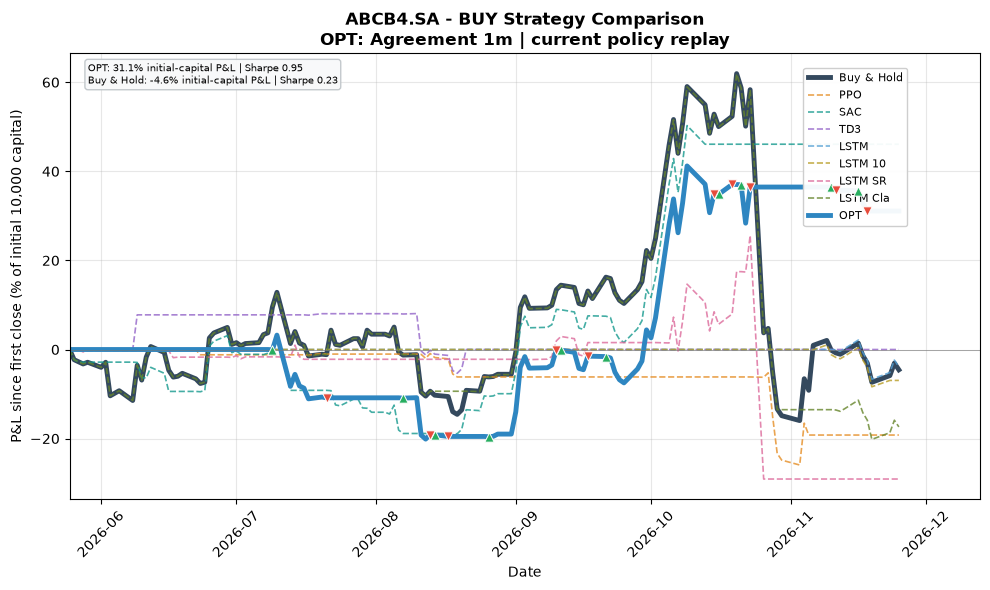 ABCB4.SA - BUY Strategy Comparison
OPT: Agreement 1m | current policy replay
OPT: 31.1% initial-capital P&L | Sharpe 0.95
Buy & Hold: -4.6% initial-capital P&L | Sharpe 0.23
Buy & Hold
PPO
SAC
TD3
LSTM
LSTM 10
LSTM SR
LSTM Cla
OPT
P&L since first close (% of initial 10,000 capital)
60
40
20
0
−20
2026-06
2026-07
2026-08
2026-09
2026-10
2026-11
2026-12
Date